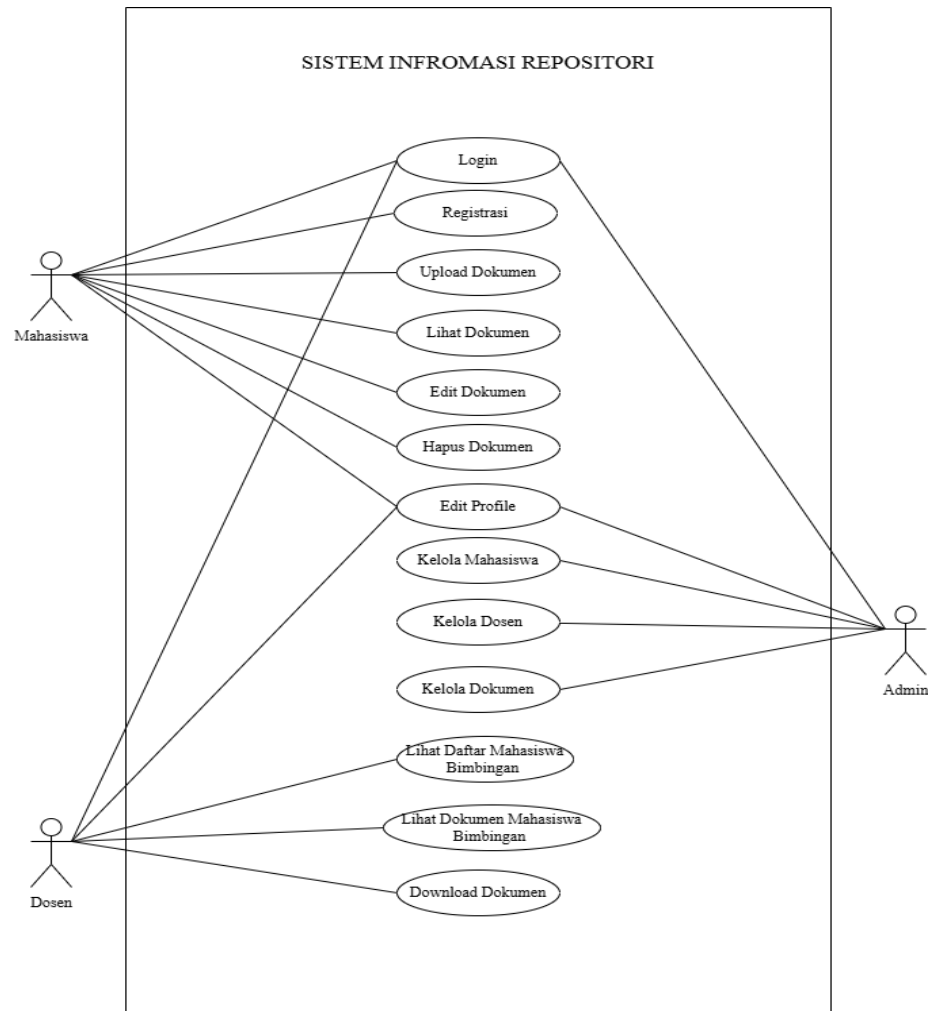 SISTEM INFROMASI REPOSITORI
Login
Registrasi
Upload Dokumen
Mahasiswa
Lihat Dokumen
Edit Dokumen
Hapus Dokumen
Edit Profile
Kelola Mahasiswa
Kelola Dosen
Kelola Dokumen
Admin
Lihat Daftar Mahasiswa
Bimbingan
Lihat Dokumen Mahasiswa
Bimbingan
Download Dokumen
Dosen